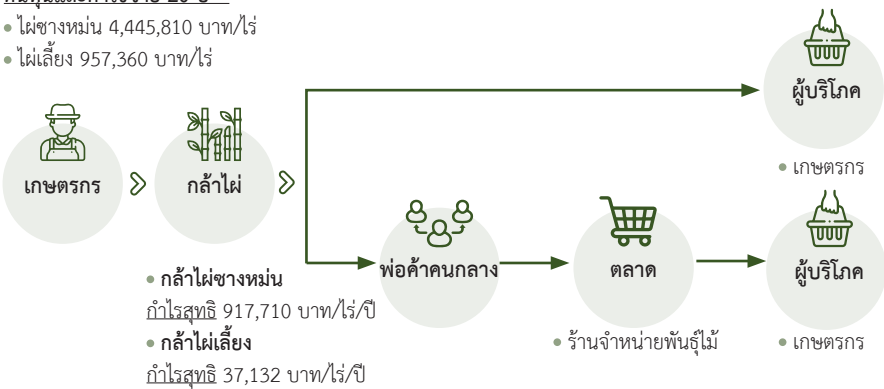 • ไผ่ซางหม่น 4,445,810 บาท/ไร่
• ไผ่เลี้ยง 957,360 บาท/ไร่
ผู้บริโภค
• เกษตรกร
เกษตรกร
กล้าไผ่
พ่อค้าคนกลาง
ตลาด
ผู้บริโภค
• ร้านจำหน่ายพันธุ์ไม้
• เกษตรกร
• กล้าไผ่ซางหม่น
กำไรสุทธิ 917,710 บาท/ไร่/ปี
• กล้าไผ่เลี้ยง
กำไรสุทธิ 37,132 บาท/ไร่/ปี